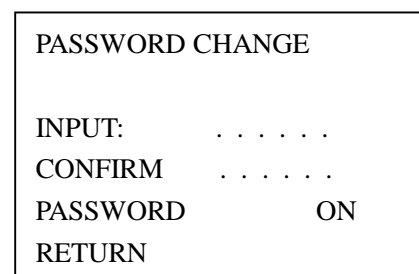 PASSWORD CHANGE
INPUT: . . . . . .
CONFIRM . . . . . .
PASSWORD ON
RETURN